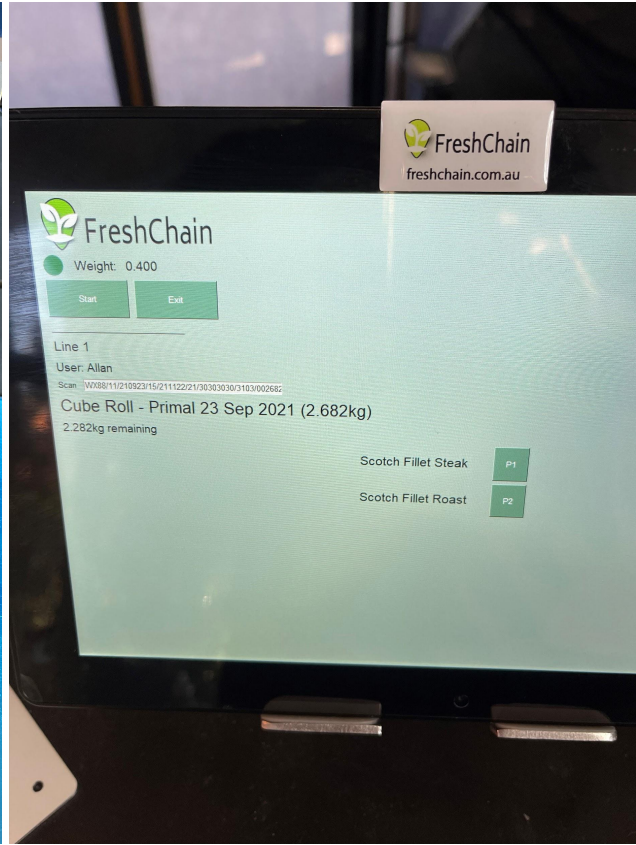 FreshChain
freshchain.com.au
FreshChain
Weight: 0.400
Start Exit
Line 1
User: Allan
Scan WX88/11/210923/15/211122/21/30303030/3103/002682
Cube Roll - Primal 23 Sep 2021 (2.682kg)
2.282kg remaining
Scotch Fillet Steak P1
Scotch Fillet Roast P2